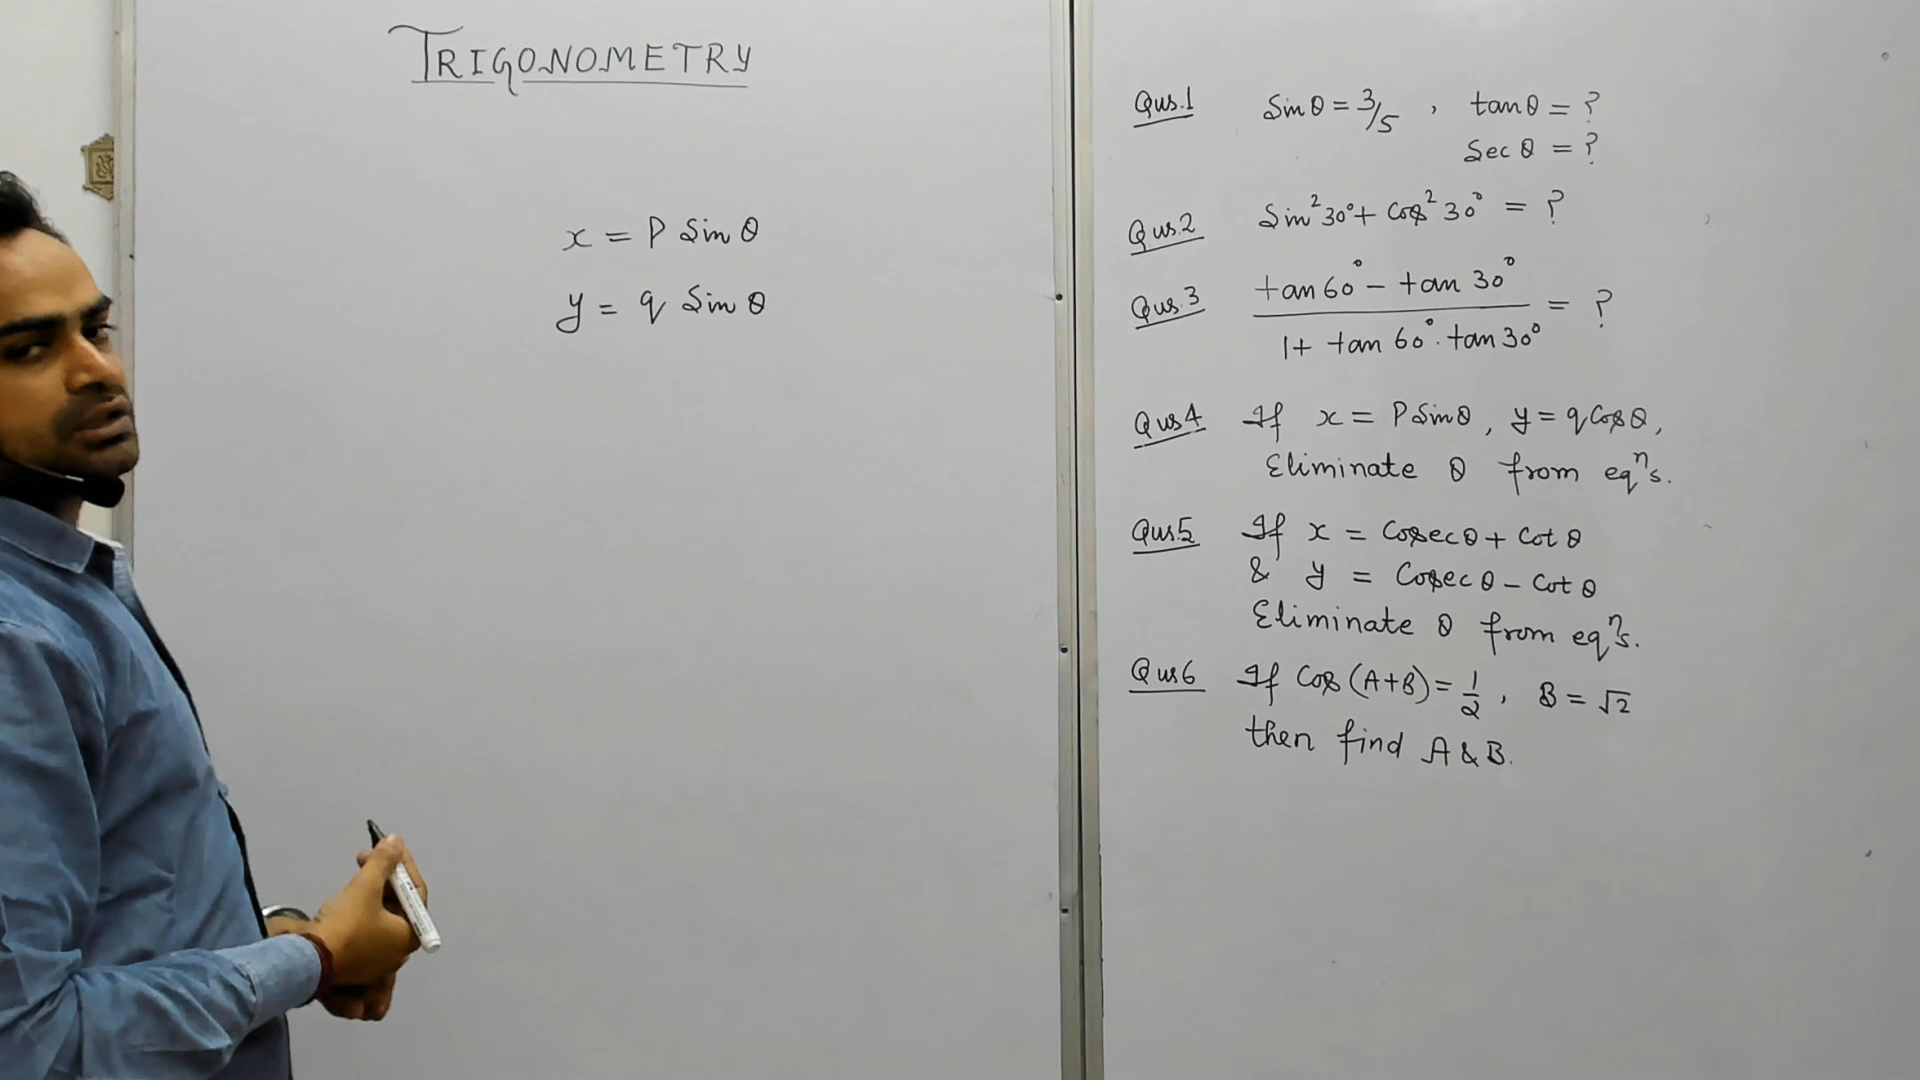 TRIGONOMETRY
x = P Sin θ
y = q Sin θ
Qus.1 Sin θ = 3/5 , tan θ = ?
Sec θ = ?
Qus.2 Sin² 30° + Cos² 30° = ?
Qus.3 tan 60° - tan 30° / 1 + tan 60° . tan 30° = ?
Qus 4 If x = P Sin θ , y = q Cos θ ,
Eliminate θ from eqⁿs.
Qus.5 If x = Cosec θ + Cot θ
& y = Cosec θ - Cot θ
Eliminate θ from eqⁿs.
Qus 6 If Cos (A+B) = 1/2 , B = √2
then find A & B.